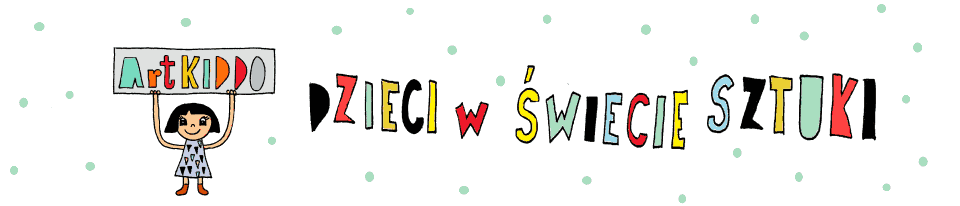 ArtKIDDO
DZIECI W ŚWIECIE SZTUKI